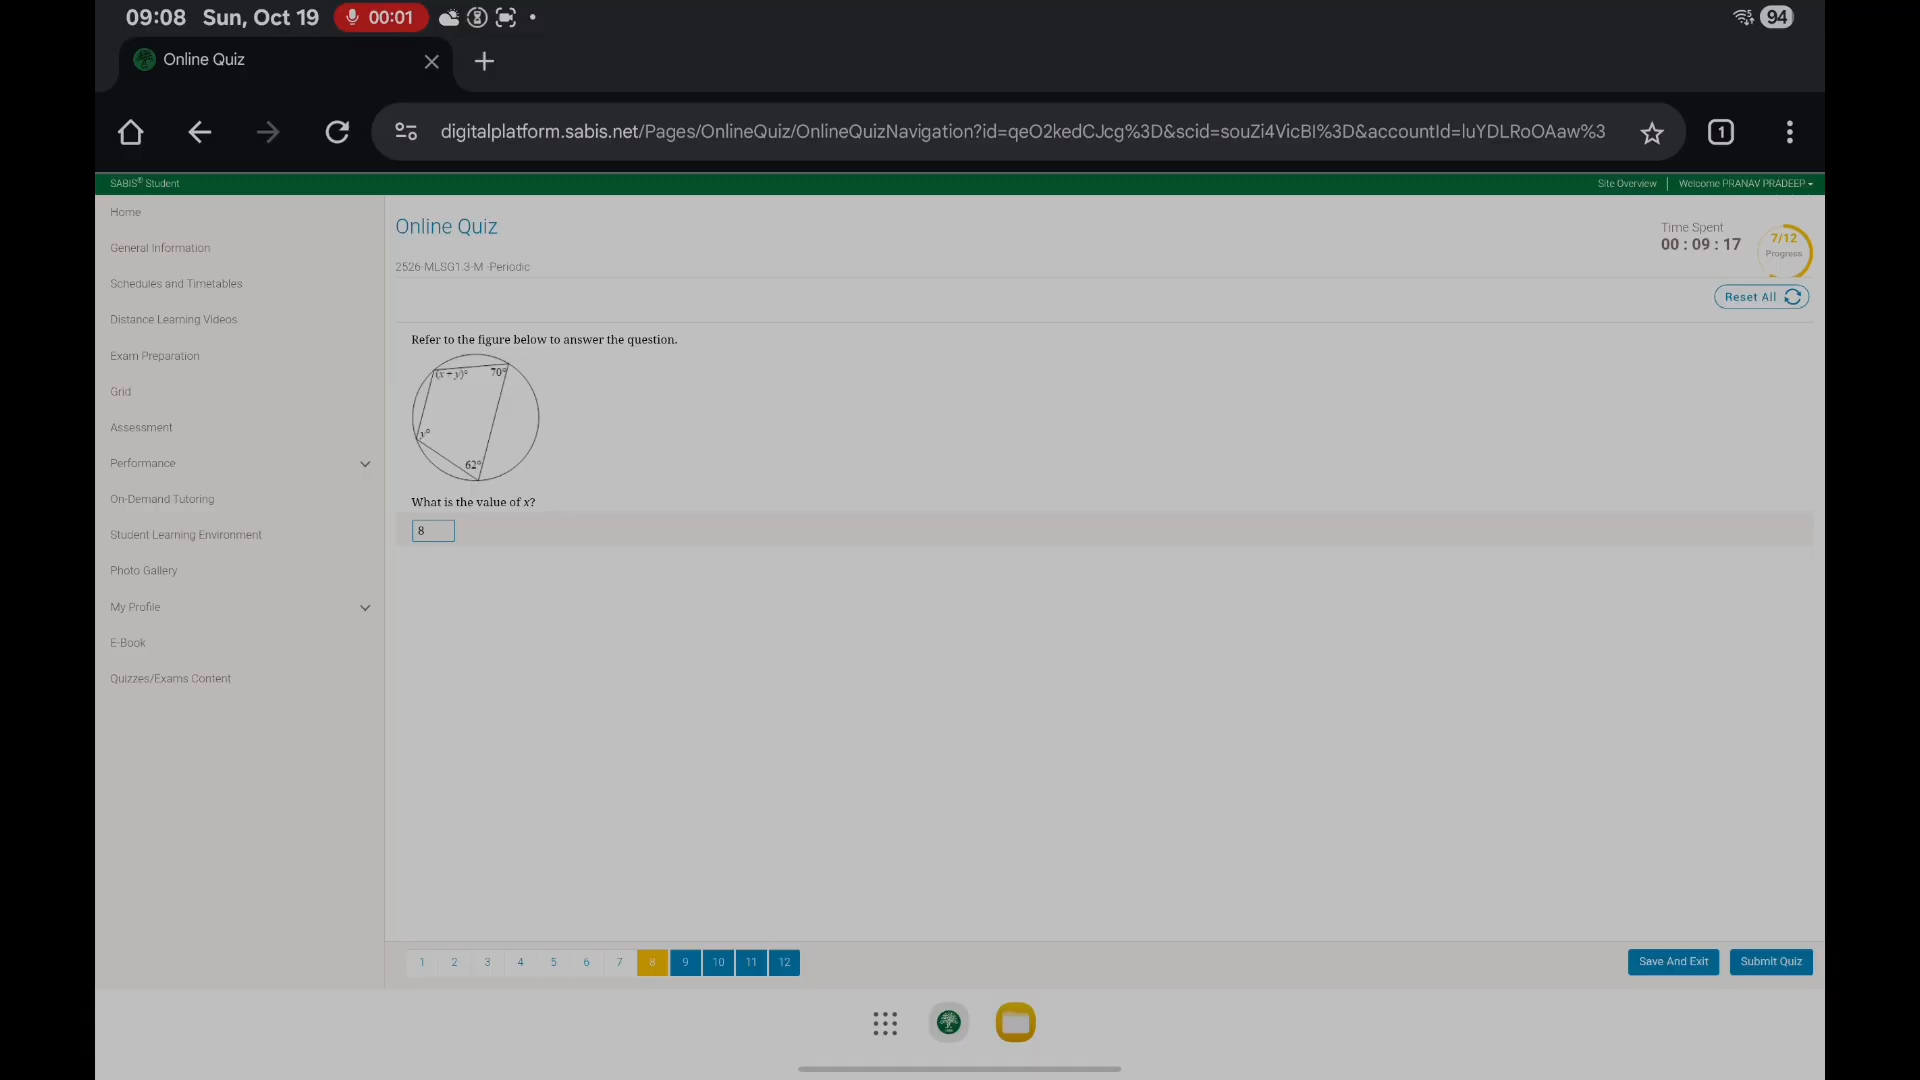 09:08 Sun, Oct 19 00:01 94
Online Quiz
digitalplatform.sabis.net/Pages/OnlineQuiz/OnlineQuizNavigation?id=qeO2kedCJcg%3D&scid=souZi4VicBI%3D&accountId=luYDLRoOAaw%3 1
SABIS® Student Site Overview Welcome PRANAV PRADEEP
Home
General Information
Schedules and Timetables
Distance Learning Videos
Exam Preparation
Grid
Assessment
Performance
On-Demand Tutoring
Student Learning Environment
Photo Gallery
My Profile
E-Book
Quizzes/Exams Content
Online Quiz
Time Spent
00 : 09 : 17
7/12
Progress
2526-MLSG1.3-M -Periodic
Reset All
Refer to the figure below to answer the question.
(x + y)° 70°
62°
What is the value of x?
8
1 2 3 4 5 6 7 8 9 10 11 12
Save And Exit Submit Quiz